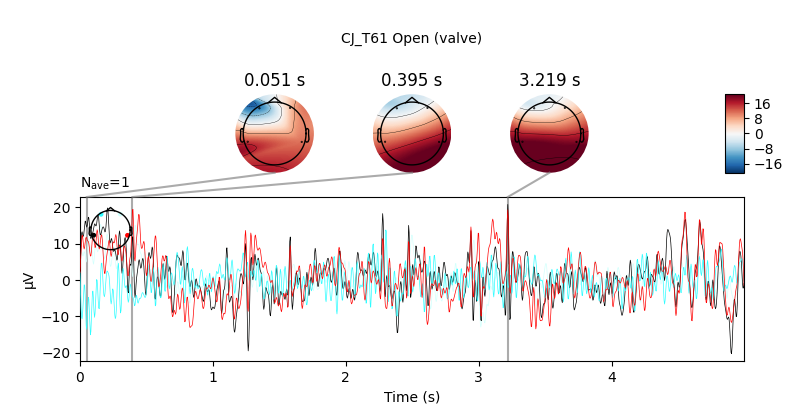 CJ_T61 Open (valve)
0.051 s 0.395 s 3.219 s
16
8
0
−8
−16
Nave=1
20
10
0
−10
−20
µV
0 1 2 3 4
Time (s)